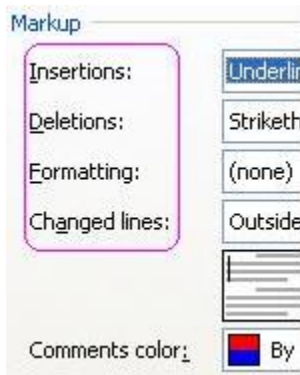 Markup
Insertions: Underlin
Deletions: Striketh
Formatting: (none)
Changed lines: Outside
Comments color: By